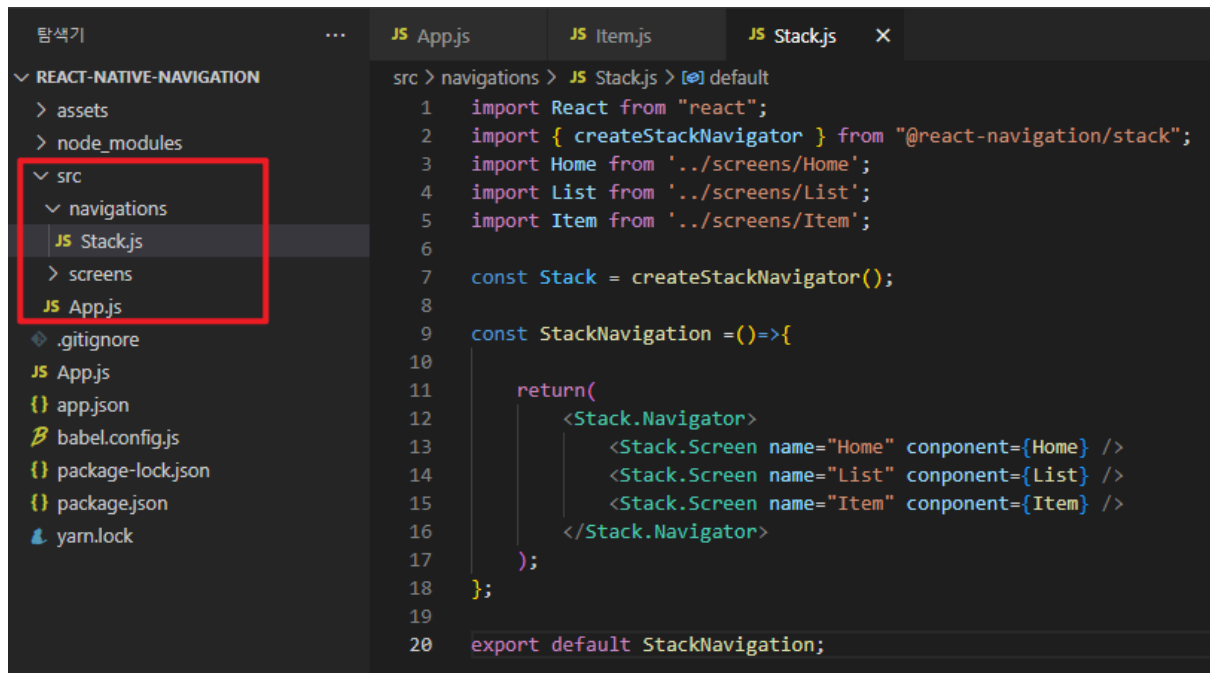 탐색기 ...
REACT-NATIVE-NAVIGATION
assets
node_modules
src
navigations
JS Stack.js
screens
JS App.js
.gitignore
JS App.js
{} app.json
babel.config.js
{} package-lock.json
{} package.json
yarn.lock
JS App.js JS Item.js JS Stack.js ×
src > navigations > JS Stack.js > default
1 import React from "react";
2 import { createStackNavigator } from "@react-navigation/stack";
3 import Home from '../screens/Home';
4 import List from '../screens/List';
5 import Item from '../screens/Item';
6
7 const Stack = createStackNavigator();
8
9 const StackNavigation =()=>{
10
11 return(
12 <Stack.Navigator>
13 <Stack.Screen name="Home" conponent={Home} />
14 <Stack.Screen name="List" conponent={List} />
15 <Stack.Screen name="Item" conponent={Item} />
16 </Stack.Navigator>
17 );
18 };
19
20 export default StackNavigation;